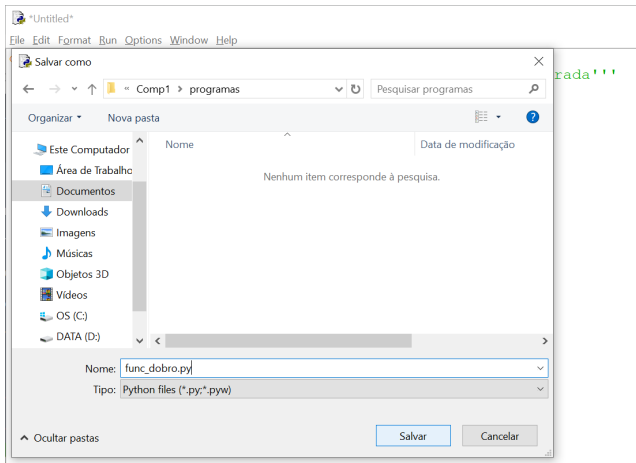 *Untitled*
File Edit Format Run Options Window Help
rada'''
Salvar como
« Comp1 > programas
Pesquisar programas
Organizar
Nova pasta
Este Computador
Área de Trabalho
Documentos
Downloads
Imagens
Músicas
Objetos 3D
Vídeos
OS (C:)
DATA (D:)
Nome
Data de modificação
Nenhum item corresponde à pesquisa.
Nome: func_dobro.py
Tipo: Python files (*.py;*.pyw)
Ocultar pastas
Salvar
Cancelar